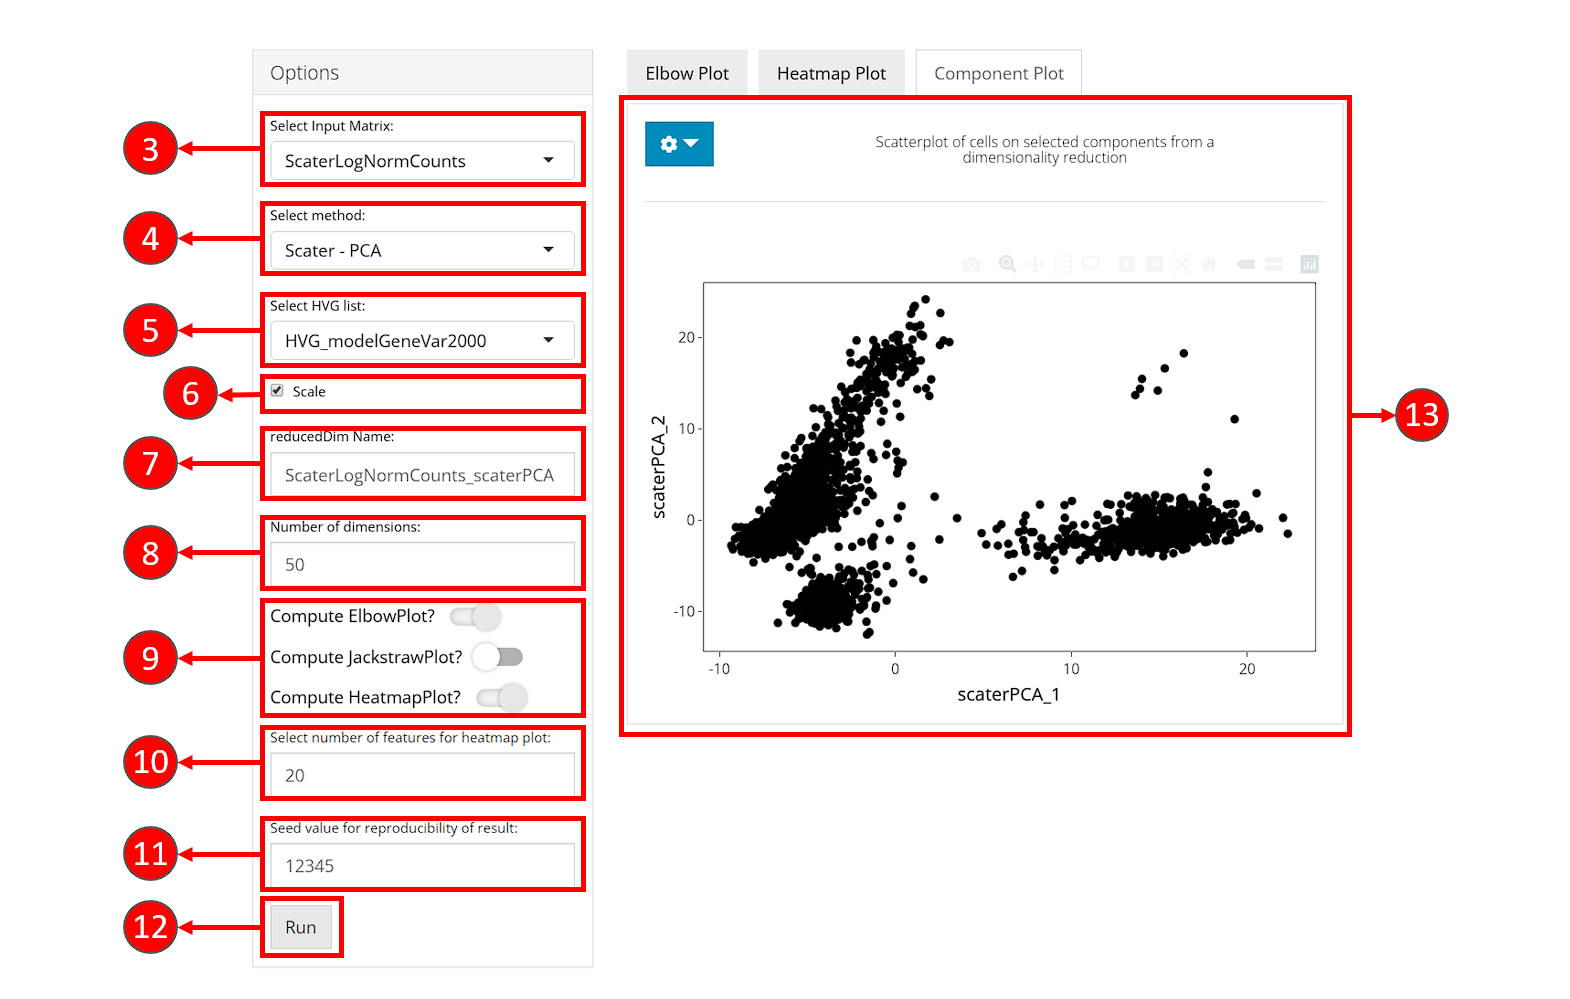 Options
3
Select Input Matrix:
ScaterLogNormCounts
4
Select method:
Scater - PCA
5
Select HVG list:
HVG_modelGeneVar2000
6
Scale
7
reducedDim Name:
ScaterLogNormCounts_scaterPCA
8
Number of dimensions:
50
9
Compute ElbowPlot?
Compute JackstrawPlot?
Compute HeatmapPlot?
10
Select number of features for heatmap plot:
20
11
Seed value for reproducibility of result:
12345
12
Run
Elbow Plot
Heatmap Plot
Component Plot
Scatterplot of cells on selected components from a
dimensionality reduction
20
10
0
-10
scaterPCA_2
-10
0
10
20
scaterPCA_1
13